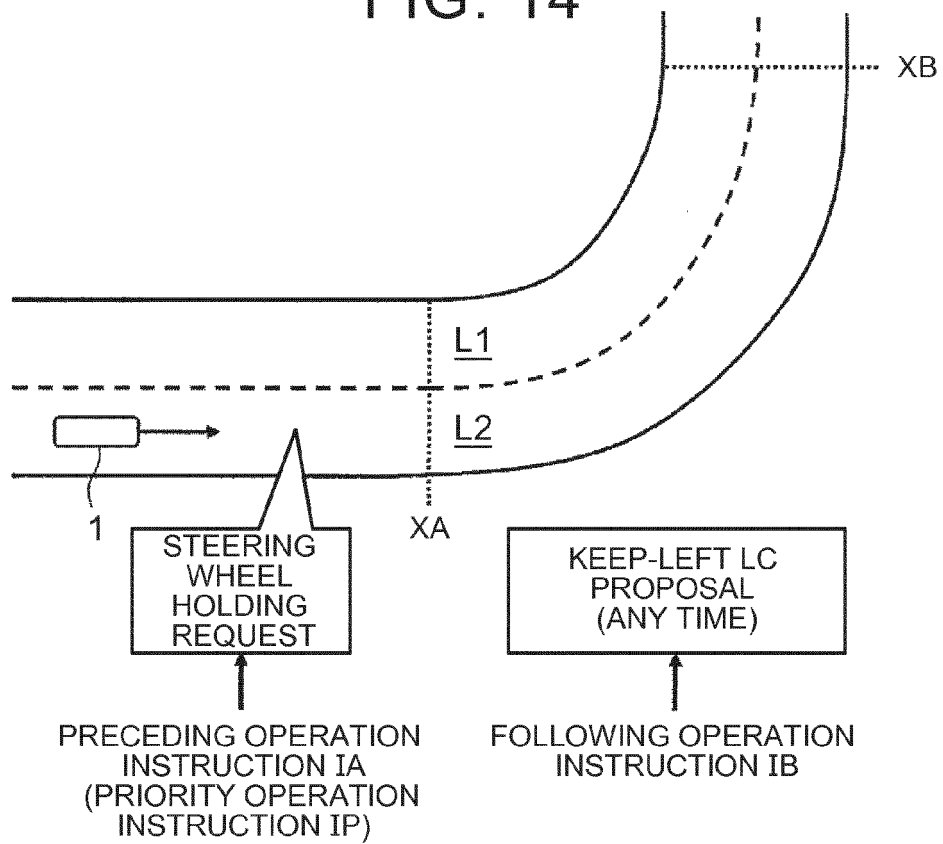 FIG. 14
XB
L1
L2
1
XA
STEERING
WHEEL
HOLDING
REQUEST
KEEP-LEFT LC
PROPOSAL
(ANY TIME)
PRECEDING OPERATION
INSTRUCTION IA
(PRIORITY OPERATION
INSTRUCTION IP)
FOLLOWING OPERATION
INSTRUCTION IB